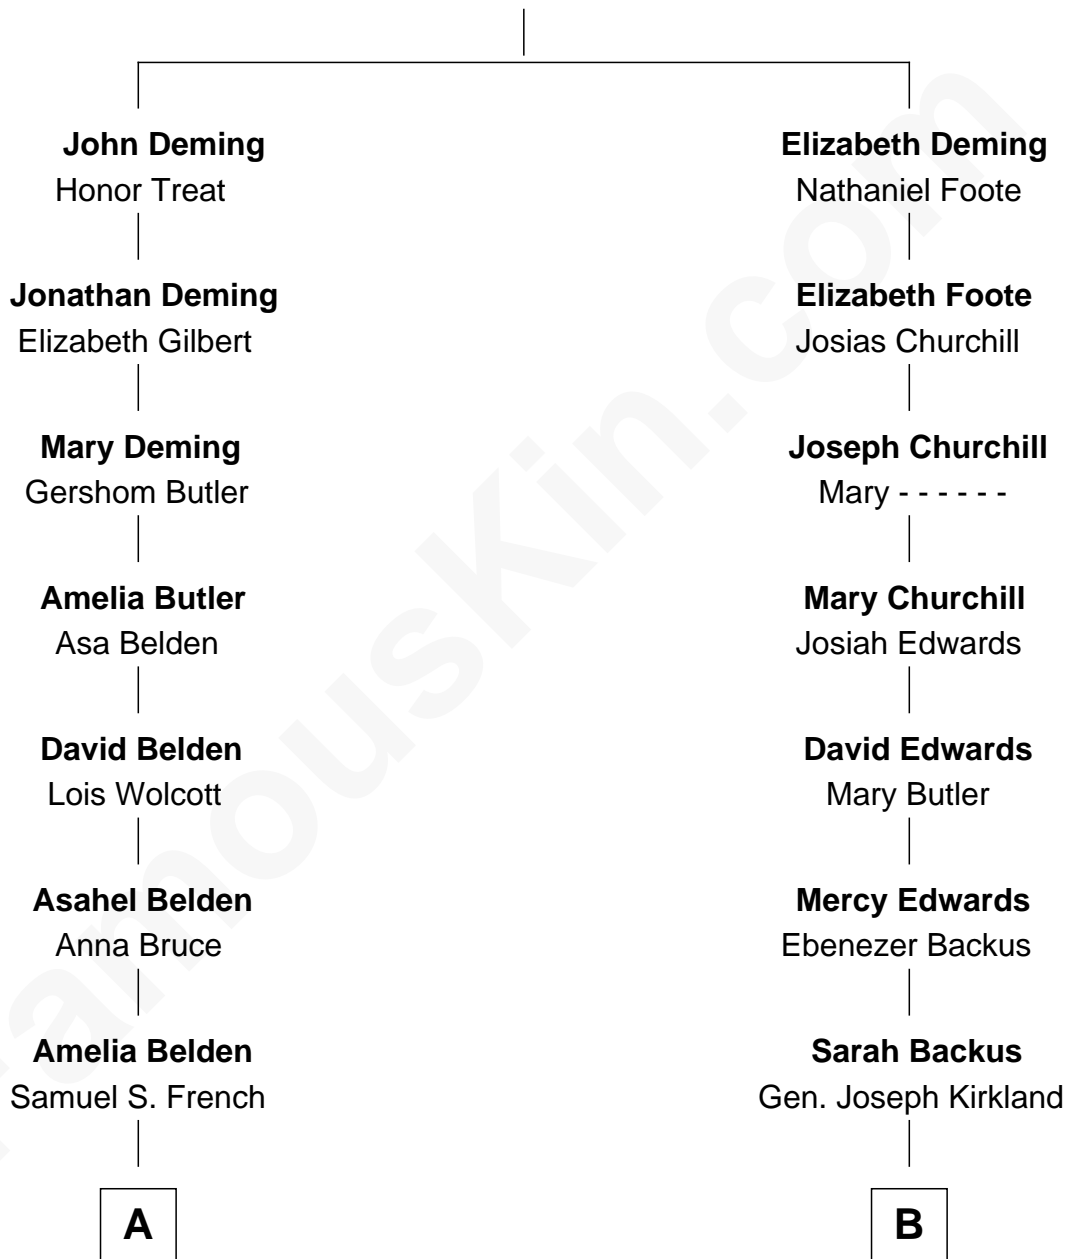 John Deming
Honor Treat
Elizabeth Deming
Nathaniel Foote
Jonathan Deming
Elizabeth Gilbert
Elizabeth Foote
Josias Churchill
Mary Deming
Gershom Butler
Joseph Churchill
Mary - - - - - -
Amelia Butler
Asa Belden
Mary Churchill
Josiah Edwards
David Belden
Lois Wolcott
David Edwards
Mary Butler
Asahel Belden
Anna Bruce
Mercy Edwards
Ebenezer Backus
Amelia Belden
Samuel S. French
Sarah Backus
Gen. Joseph Kirkland
A
B
FamousKin.com